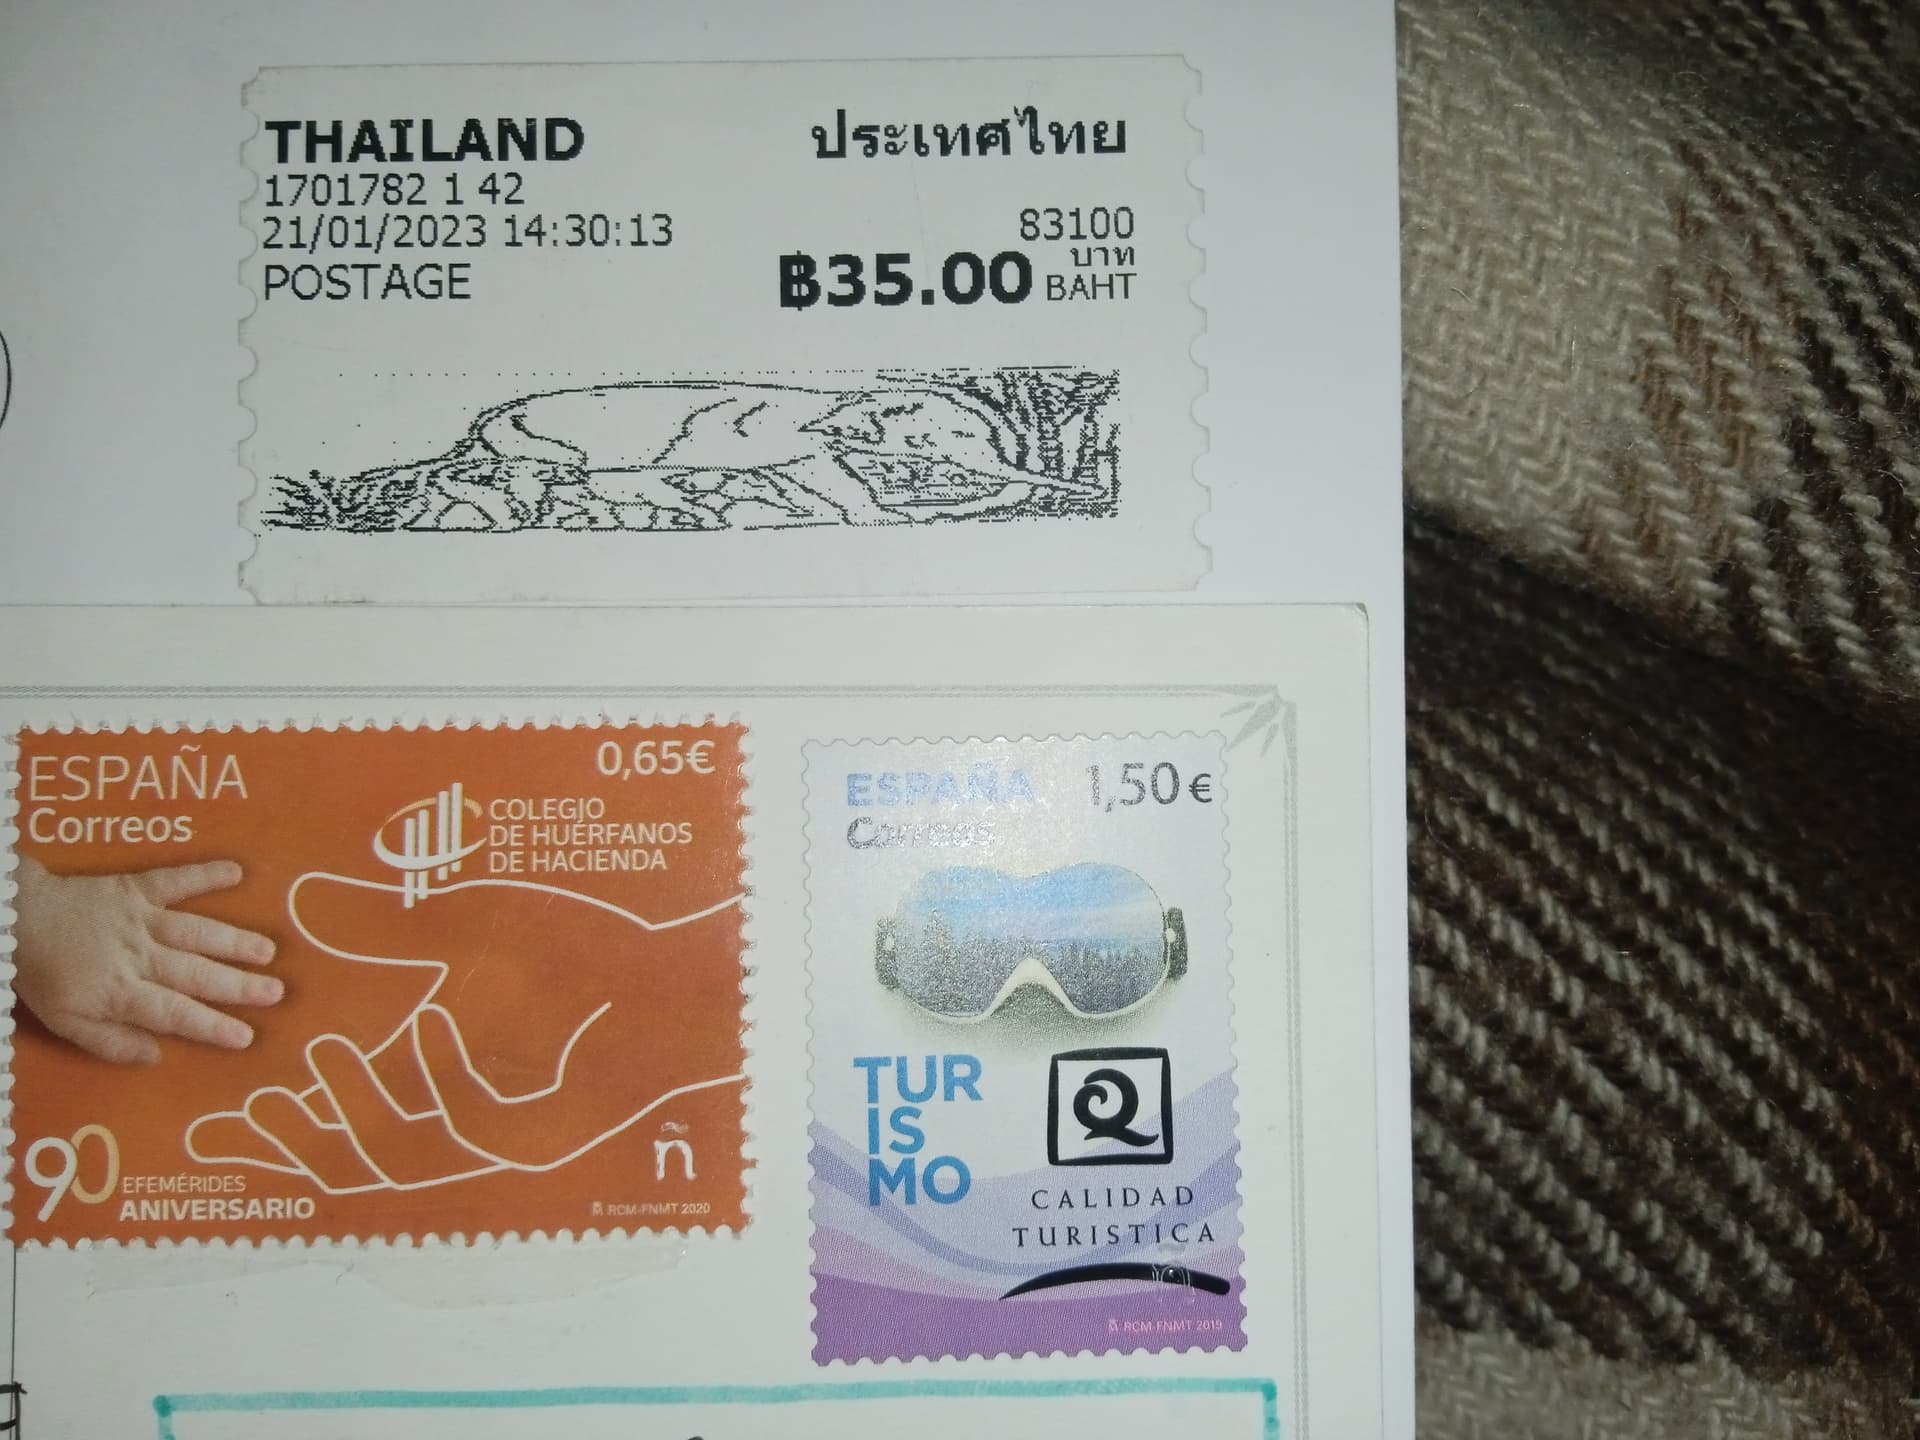 THAILAND
ประเทศไทย
1701782 1 42
21/01/2023 14:30:13
83100
POSTAGE
฿35.00
บาท
BAHT
ESPAÑA
Correos
0,65€
COLEGIO
DE HUÉRFANOS
DE HACIENDA
90
EFEMÉRIDES
ANIVERSARIO
ñ
RCM-FNMT 2020
ESPAÑA
Correos
1,50€
TUR
IS
MO
Q
CALIDAD
TURISTICA
ñ
RCM-FNMT 2019